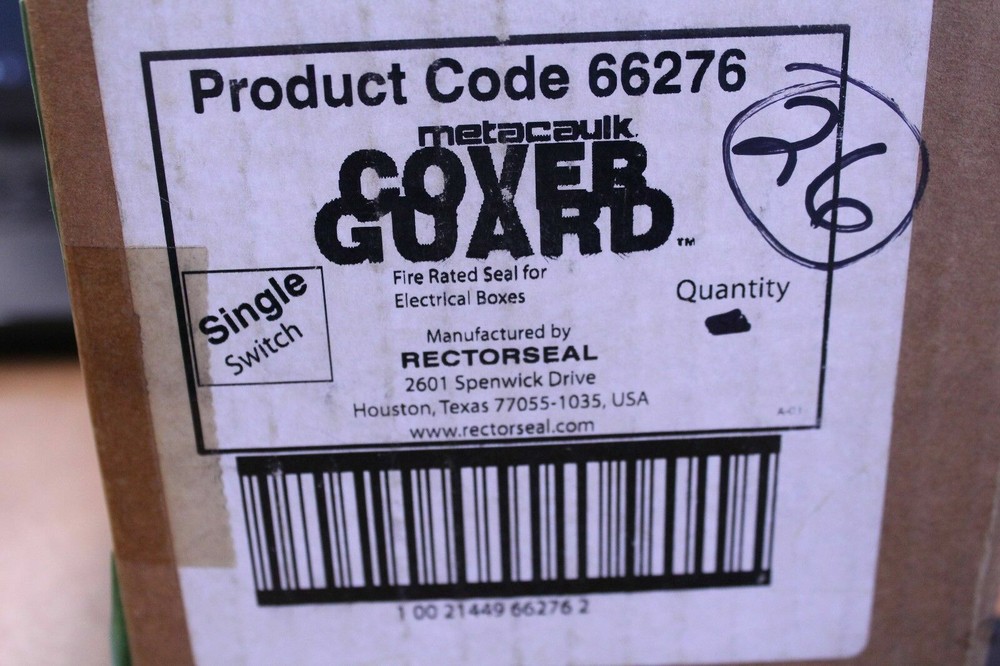 Product Code 66276
metacaulk
COVER
GUARD™
Fire Rated Seal for
Electrical Boxes
Single
Switch
Quantity
Manufactured by
RECTORSEAL
2601 Spenwick Drive
Houston, Texas 77055-1035, USA
www.rectorseal.com
1 00 21449 66276 2